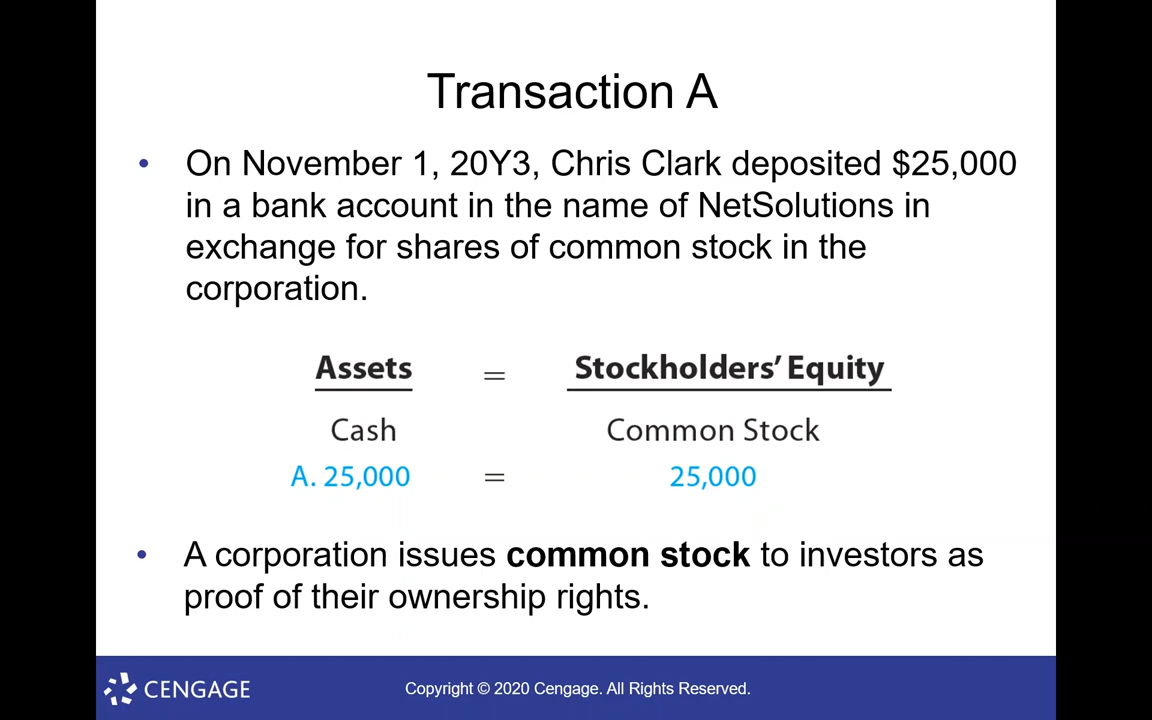 Transaction A
• On November 1, 20Y3, Chris Clark deposited $25,000
in a bank account in the name of NetSolutions in
exchange for shares of common stock in the
corporation.
Assets = Stockholders’ Equity
Cash Common Stock
A. 25,000 = 25,000
• A corporation issues common stock to investors as
proof of their ownership rights.
CENGAGE Copyright © 2020 Cengage. All Rights Reserved.